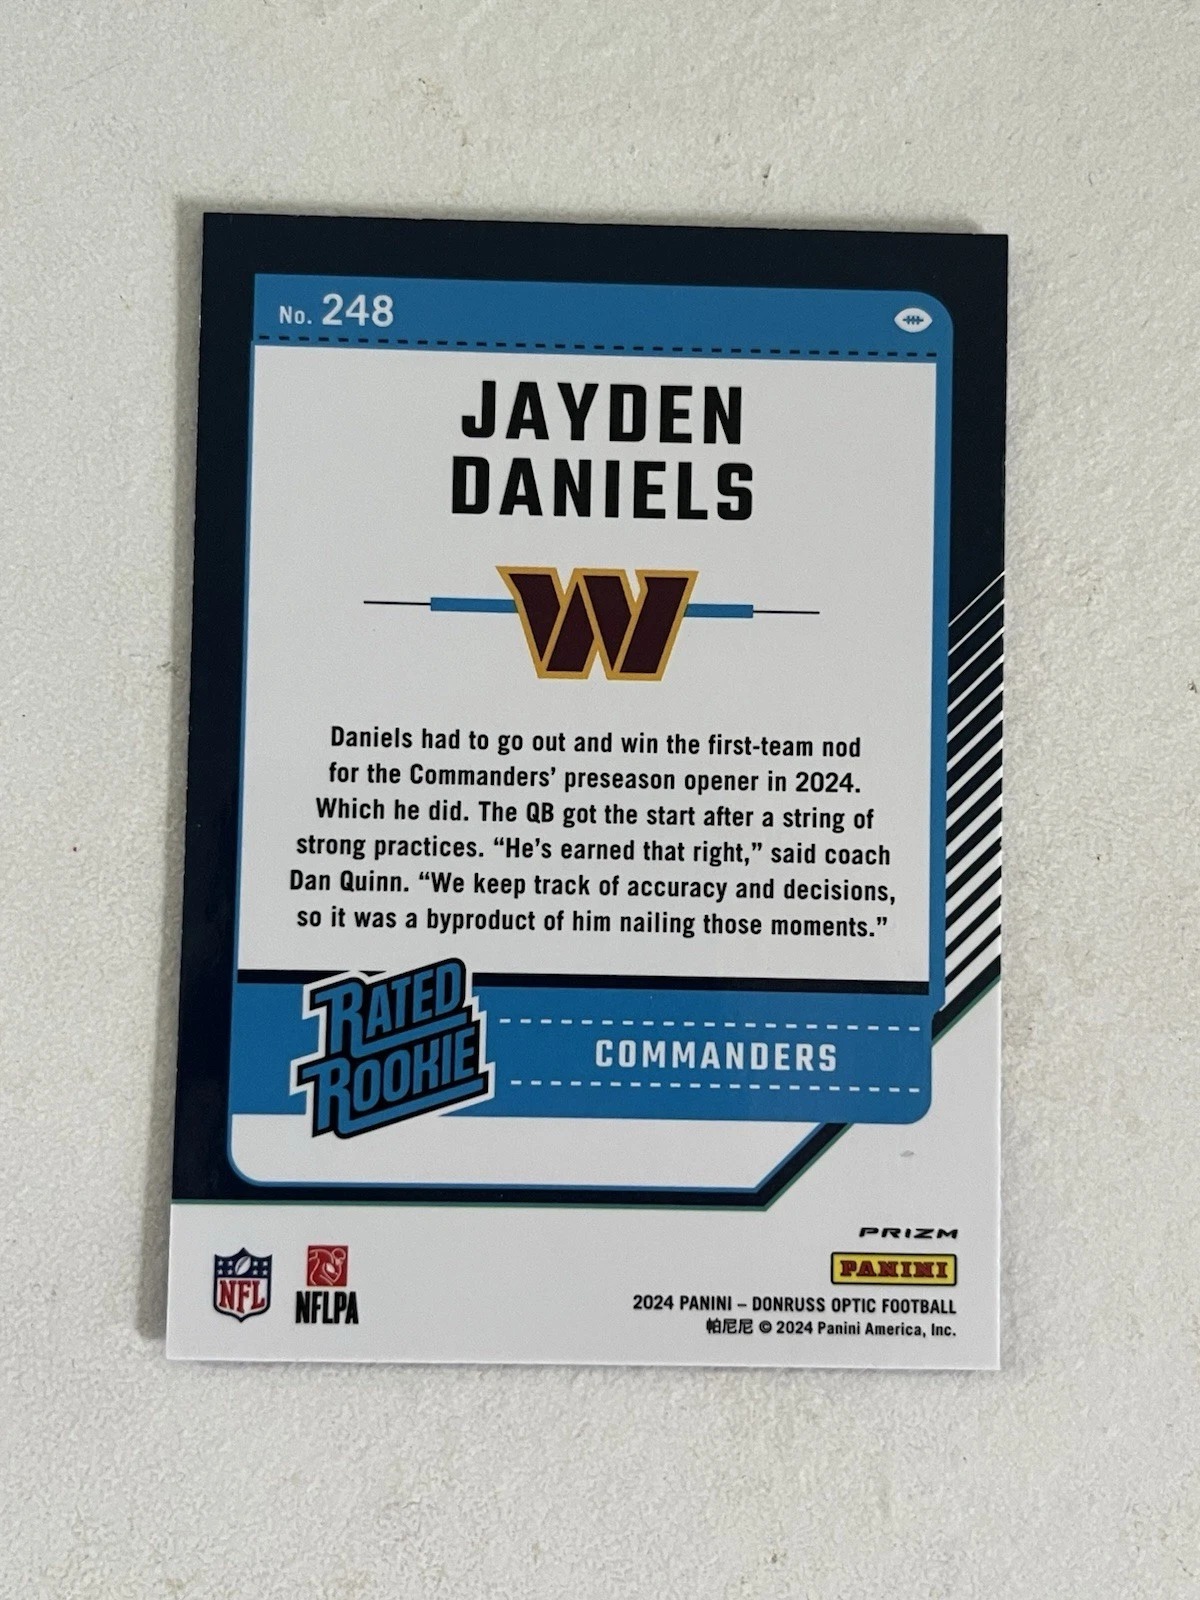 No. 248
JAYDEN
DANIELS
W
Daniels had to go out and win the first-team nod
for the Commanders' preseason opener in 2024.
Which he did. The QB got the start after a string of
strong practices. “He's earned that right,” said coach
Dan Quinn. “We keep track of accuracy and decisions,
so it was a byproduct of him nailing those moments.”
RATED
ROOKIE
COMMANDERS
PRIZM
PANINI
NFL
NFLPA
2024 PANINI – DONRUSS OPTIC FOOTBALL
帕尼尼 © 2024 Panini America, Inc.